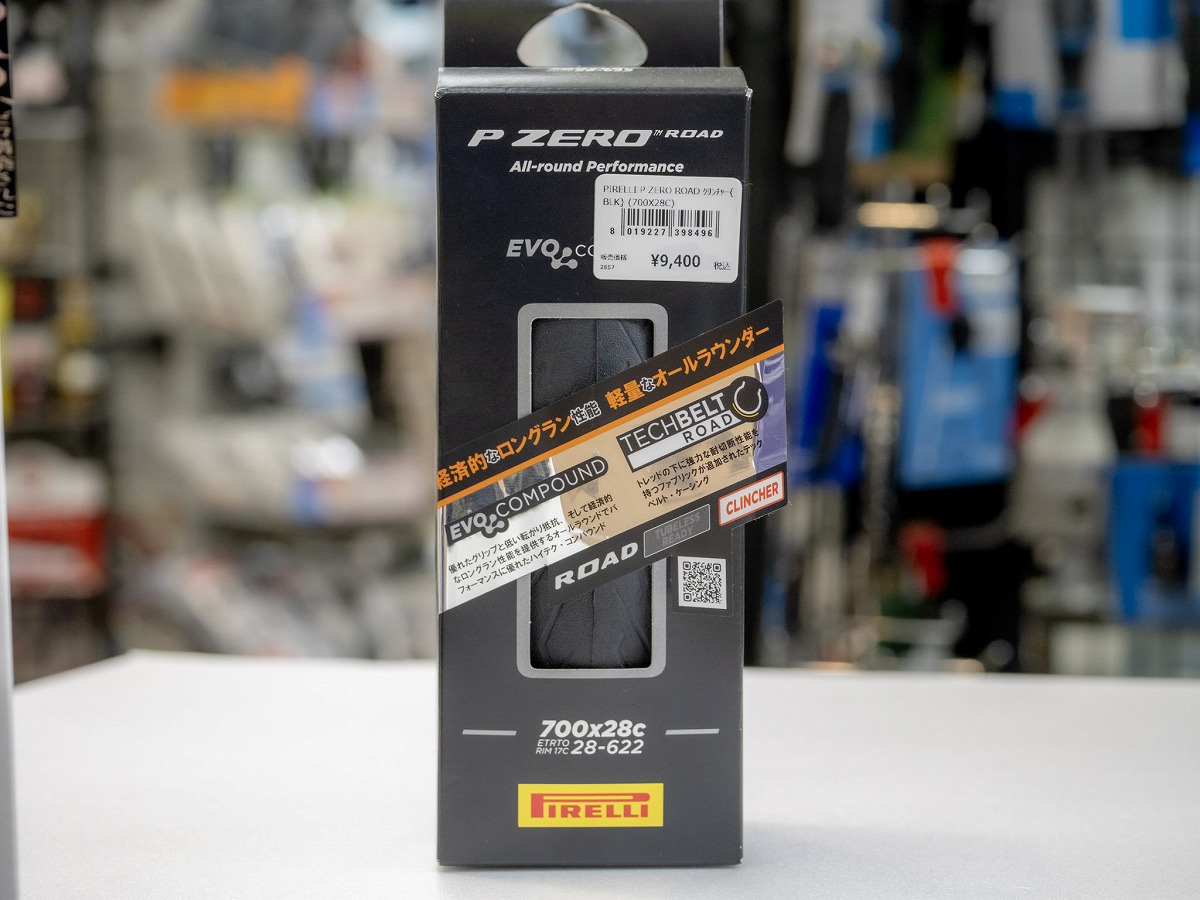 P ZERO™ ROAD
All-round Performance
PIRELLI P ZERO ROAD クリンチャー{
BLK} (700X28C)
8 019227 398496
販売価格
2557
¥9,400 税込
EVO CO
経済的なロングラン性能 軽量なオールラウンダー
TECHBELT
ROAD
トレッドの下に強力な耐切断性能を
持つファブリックが追加されたテック
ベルト・ケーシング
EVO COMPOUND
優れたグリップと低い転がり抵抗、そして経済的
なロングラン性能を提供するオールラウンドでパ
フォーマンスに優れたハイテク・コンパウンド
ROAD
TUBELESS
READY
CLINCHER
700x28c
ETRTO
RIM 17C
28-622
PIRELLI